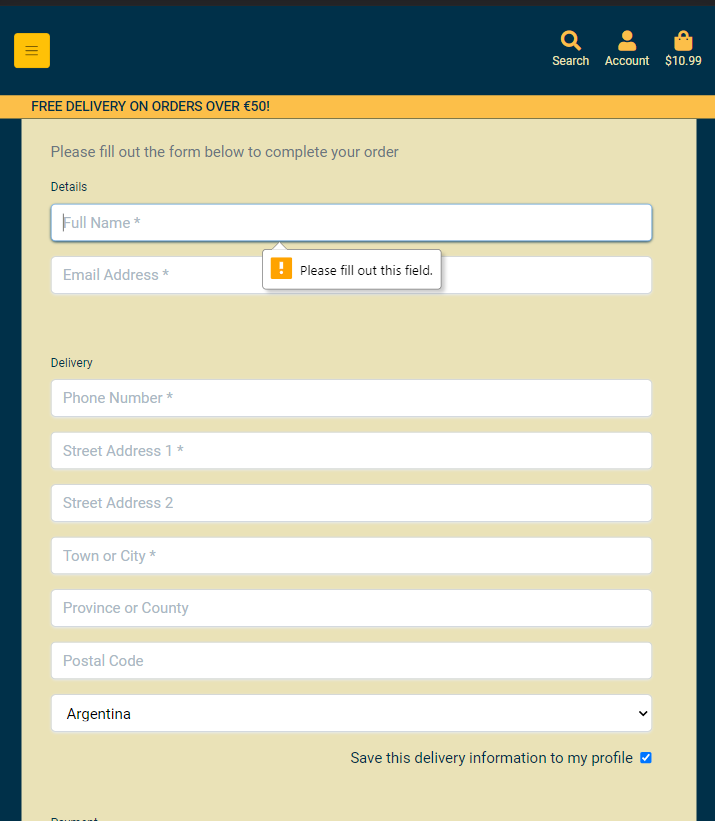 Search Account $10.99
FREE DELIVERY ON ORDERS OVER €50!
Please fill out the form below to complete your order
Details
Full Name *
Please fill out this field.
Email Address *
Delivery
Phone Number *
Street Address 1 *
Street Address 2
Town or City *
Province or County
Postal Code
Argentina
Save this delivery information to my profile